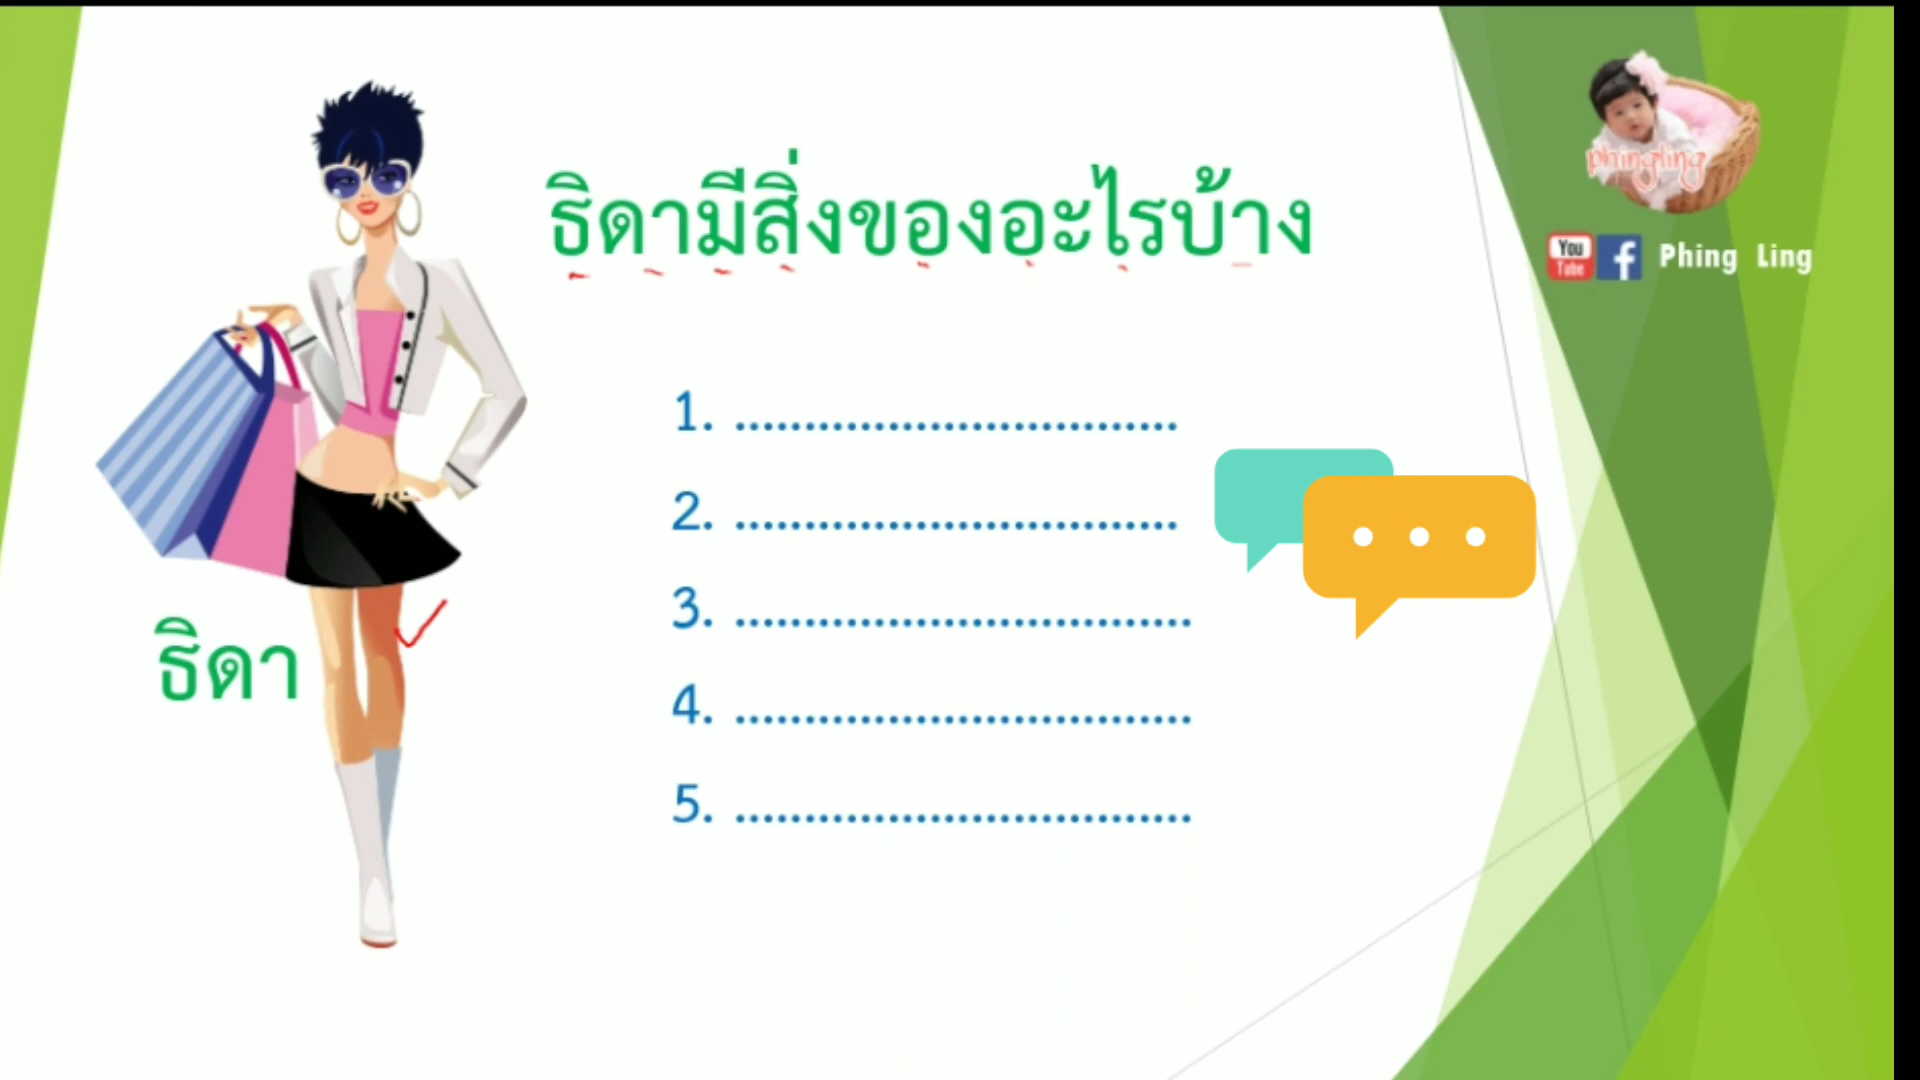 ธิดามีสิ่งของอะไรบ้าง
phingling
You
Tube
f Phing Ling
1. ................................
2. ................................
3. .................................
4. .................................
5. .................................
ธิดา